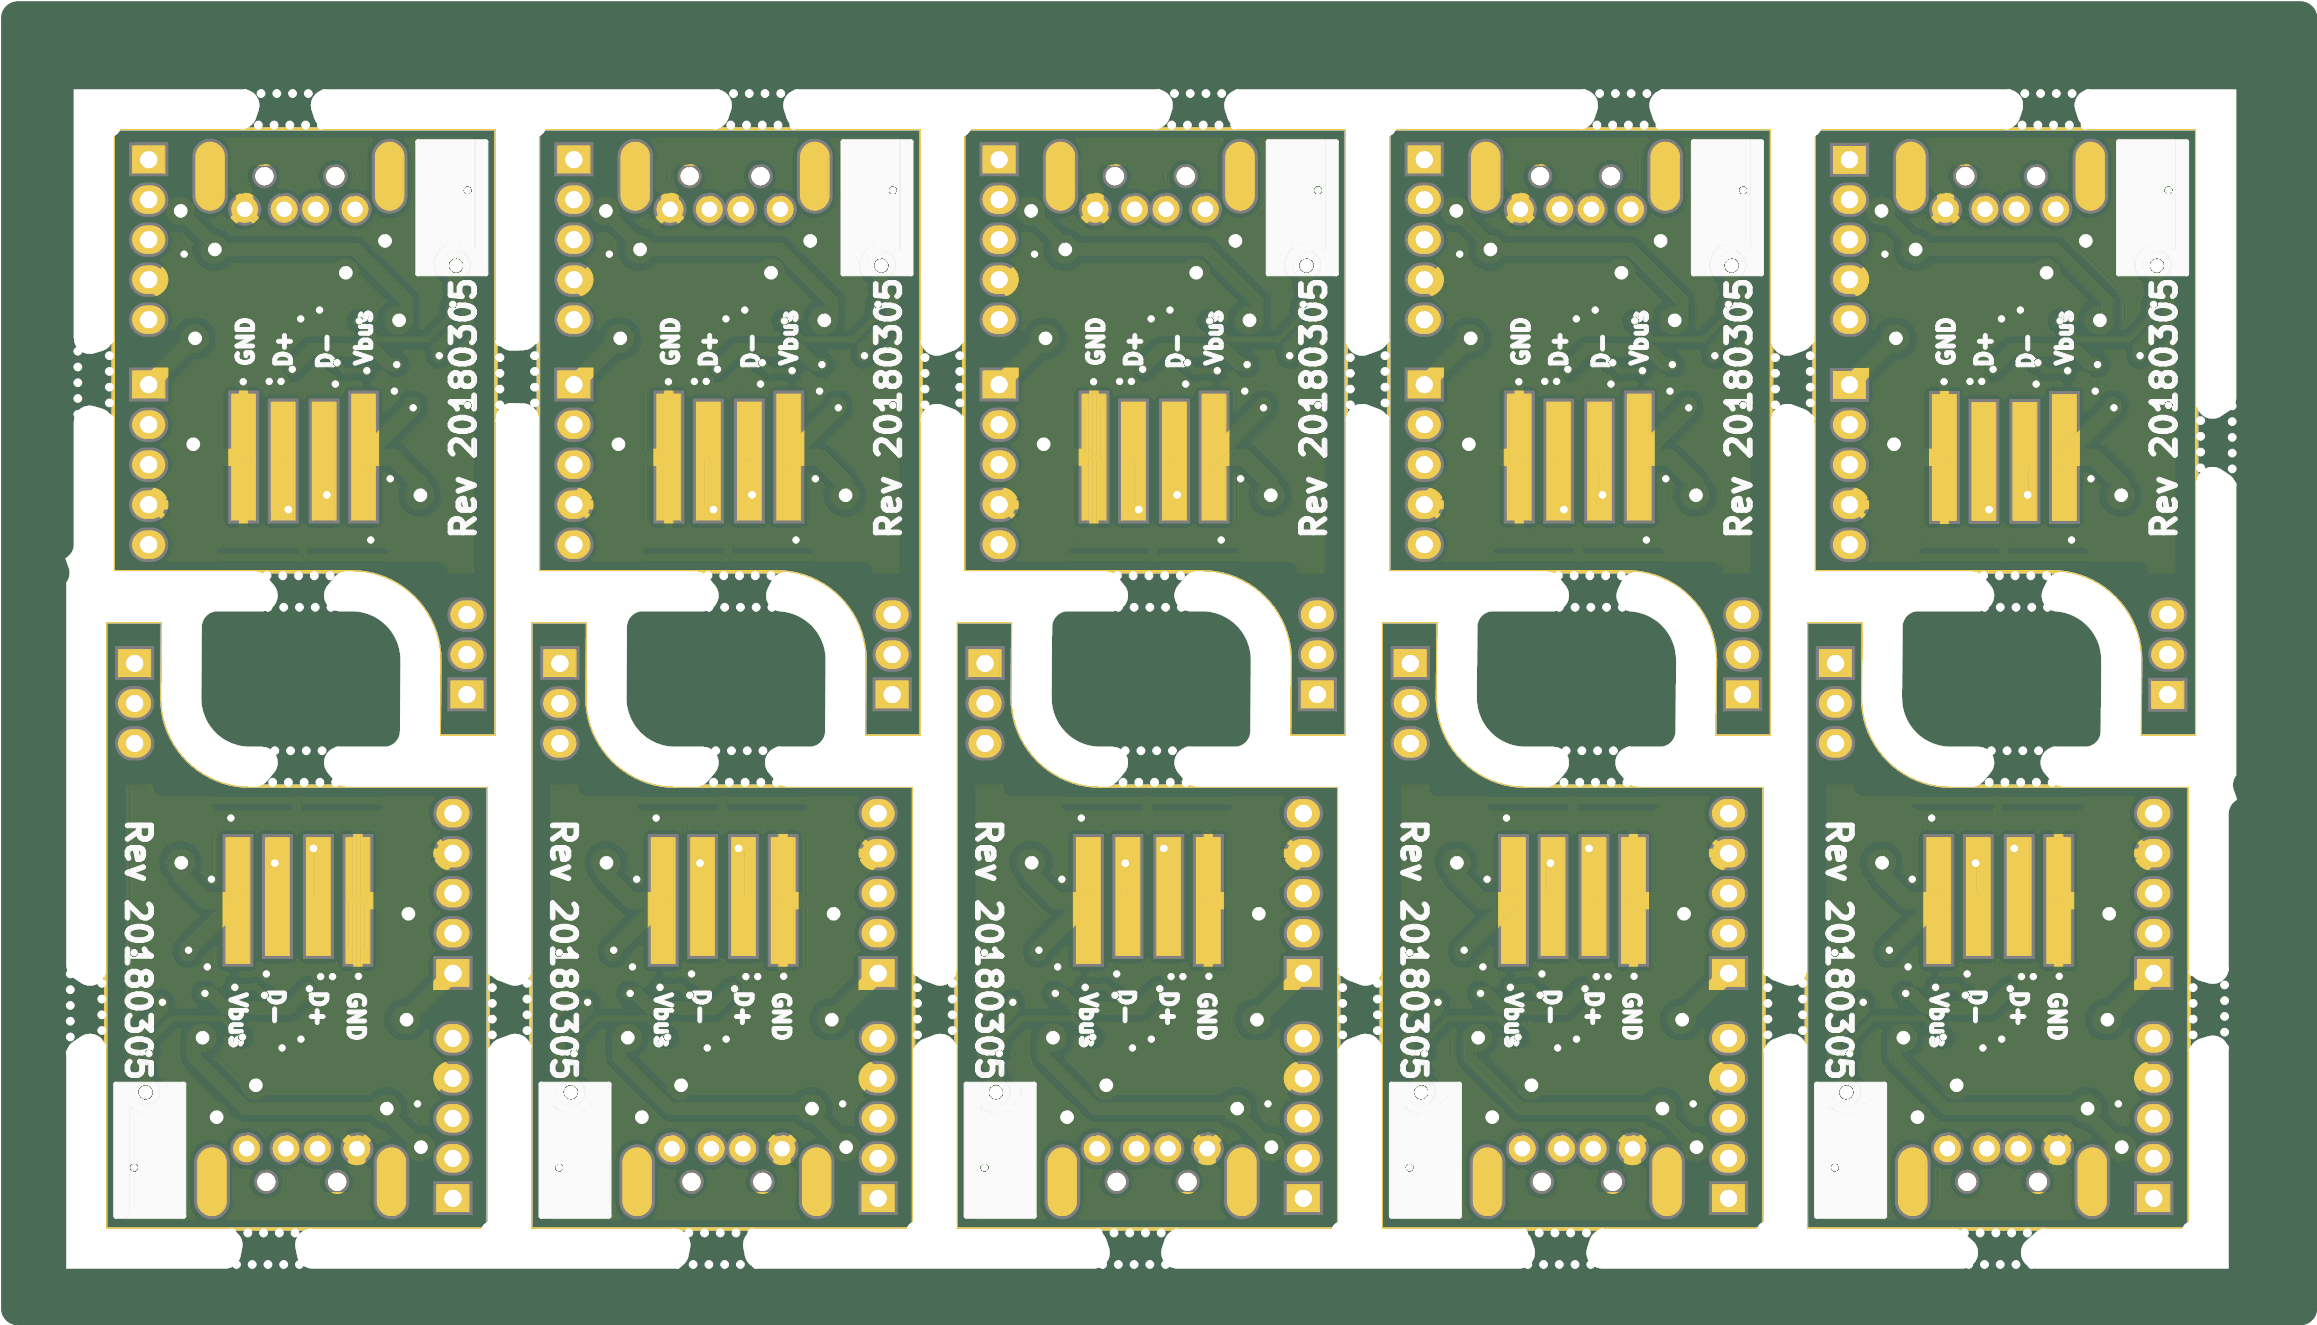 GND
D+
D-
Vbus
Rev 20180305
GND
D+
D-
Vbus
Rev 20180305
GND
D+
D-
Vbus
Rev 20180305
GND
D+
D-
Vbus
Rev 20180305
GND
D+
D-
Vbus
Rev 20180305
Rev 20180305
Vbus
D-
D+
GND
Rev 20180305
Vbus
D-
D+
GND
Rev 20180305
Vbus
D-
D+
GND
Rev 20180305
Vbus
D-
D+
GND
Rev 20180305
Vbus
D-
D+
GND